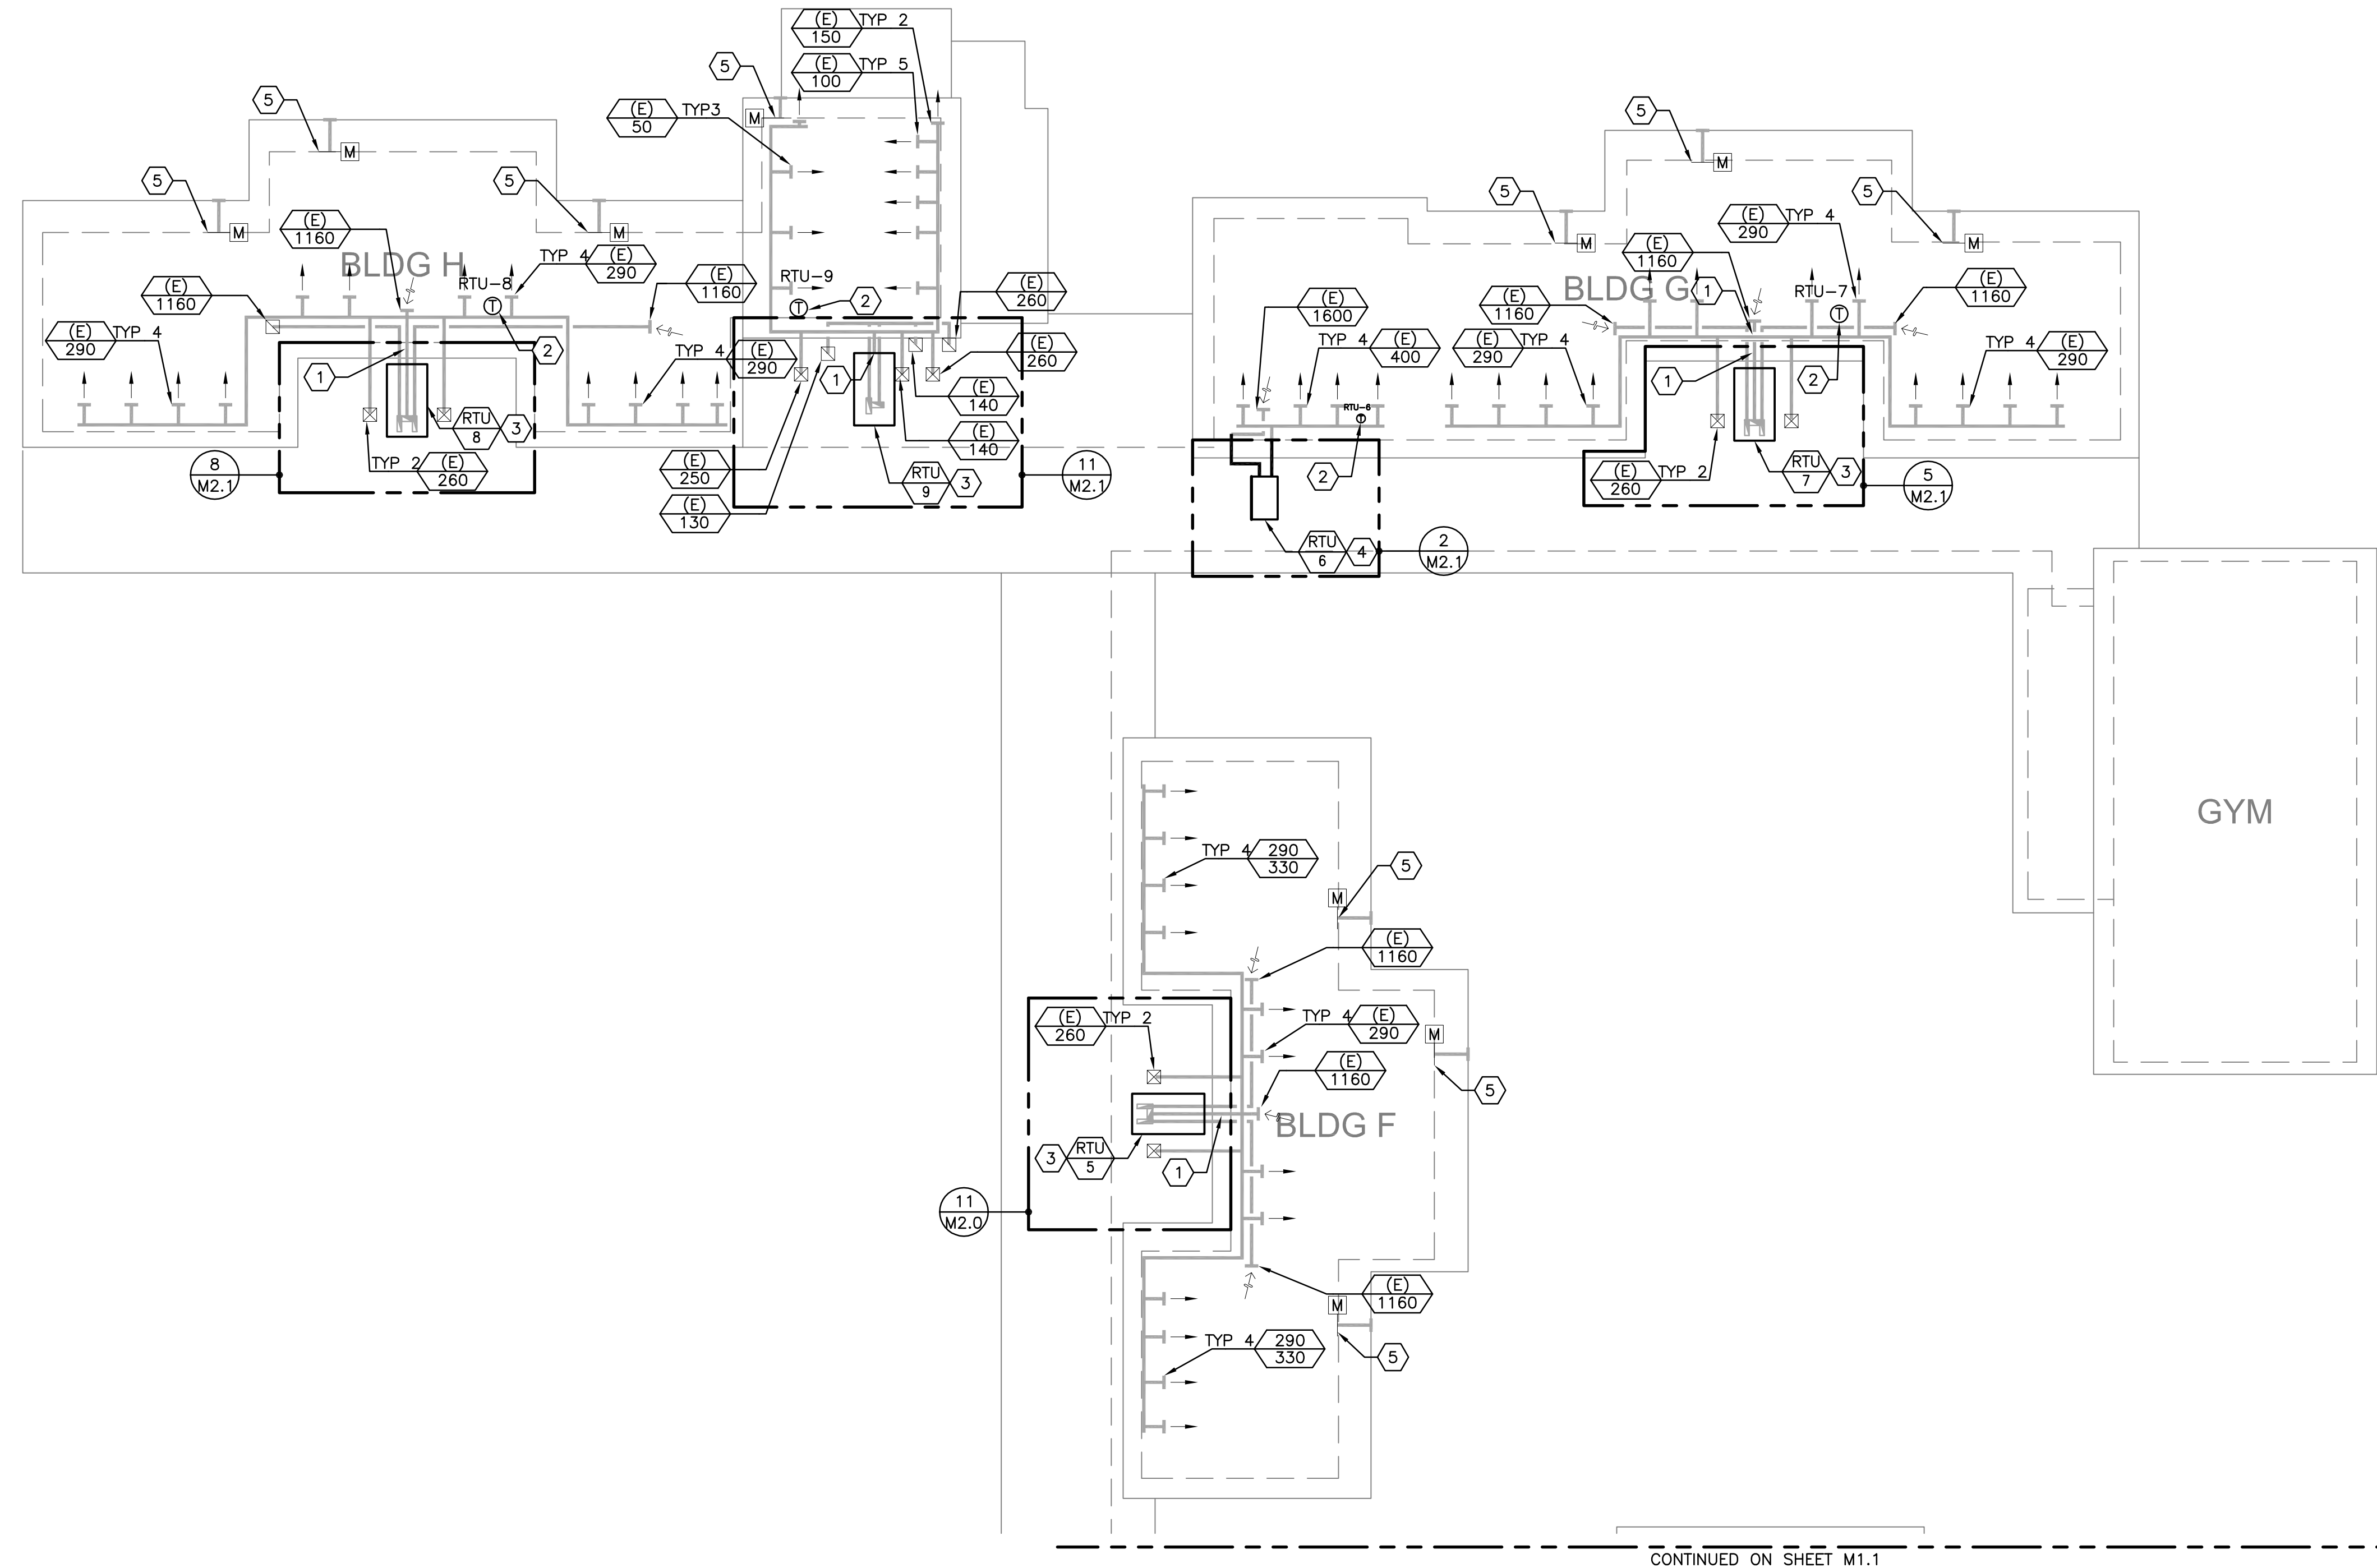 (E) TYP 2
150
(E) TYP 5
100
5
5
(E) TYP3
50
M
5
M
5
5
M
M
(E)
1160
BLDG H
RTU-8
T
TYP 4 (E)
290
(E)
1160
(E)
1160
(E) TYP 4
290
1
2
TYP 4 (E)
290
RTU
8
3
TYP 2 (E)
260
8
M2.1
RTU-9
T
2
(E)
260
(E)
260
1
(E)
140
(E)
140
(E)
250
(E)
130
RTU
9
3
11
M2.1
5
M
5
M
5
M
(E) TYP 4
290
(E)
1160
BLDG G
1
RTU-7
T
(E)
1160
(E)
1160
(E)
1600
TYP 4 (E)
400
(E) TYP 4
290
TYP 4 (E)
290
1
2
RTU-6
T
2
(E) TYP 2
260
RTU
7
3
5
M2.1
RTU
6
4
2
M2.1
GYM
TYP 4 290
330
5
M
(E)
1160
(E) TYP 2
260
TYP 4 (E)
290
M
(E)
1160
5
BLDG F
3
RTU
5
1
11
M2.0
(E)
1160
M
TYP 4 290
330
5
CONTINUED ON SHEET M1.1